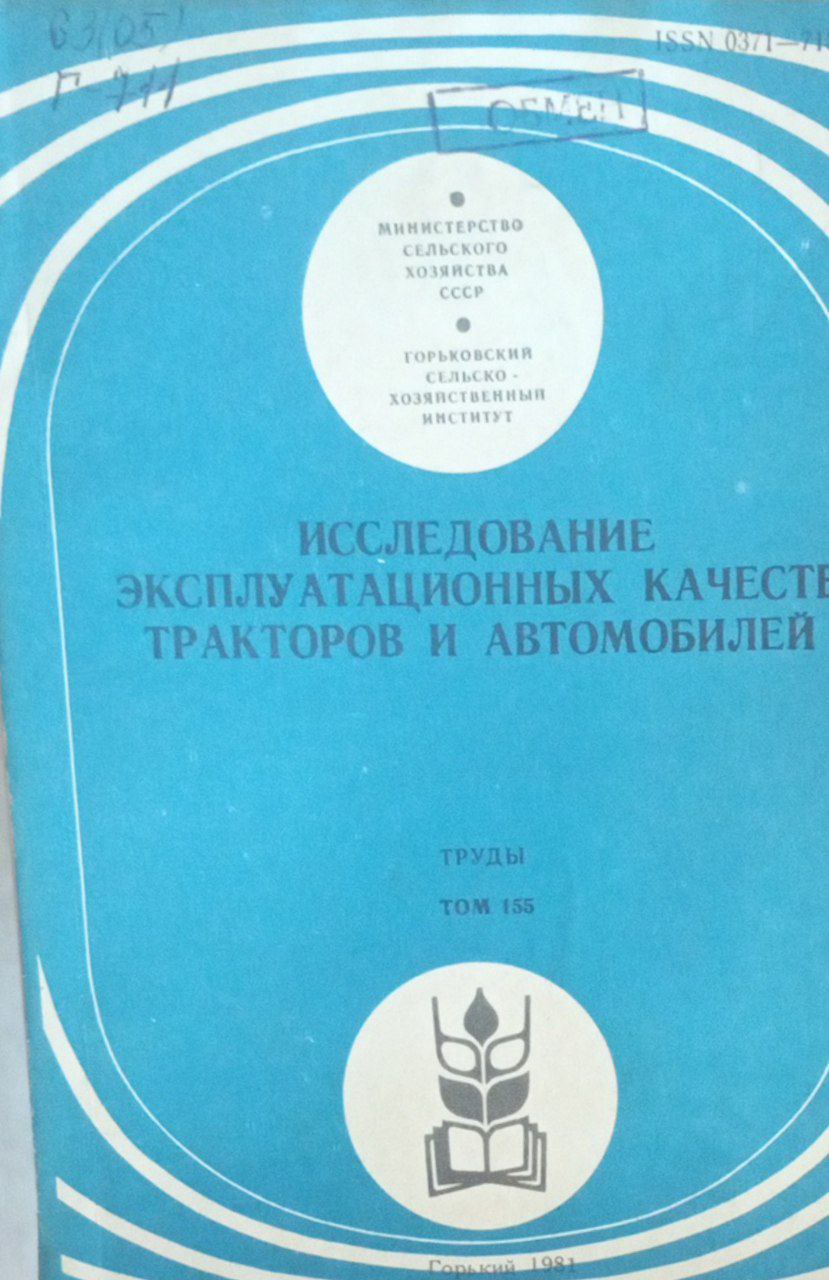 63(05)
Г-711
ISSN 0371—71
ОБМЕН
МИНИСТЕРСТВО
СЕЛЬСКОГО
ХОЗЯЙСТВА
СССР
ГОРЬКОВСКИЙ
СЕЛЬСКО-
ХОЗЯЙСТВЕННЫЙ
ИНСТИТУТ
ИССЛЕДОВАНИЕ
ЭКСПЛУАТАЦИОННЫХ КАЧЕСТВ
ТРАКТОРОВ И АВТОМОБИЛЕЙ
ТРУДЫ
ТОМ 155
Горький 1981